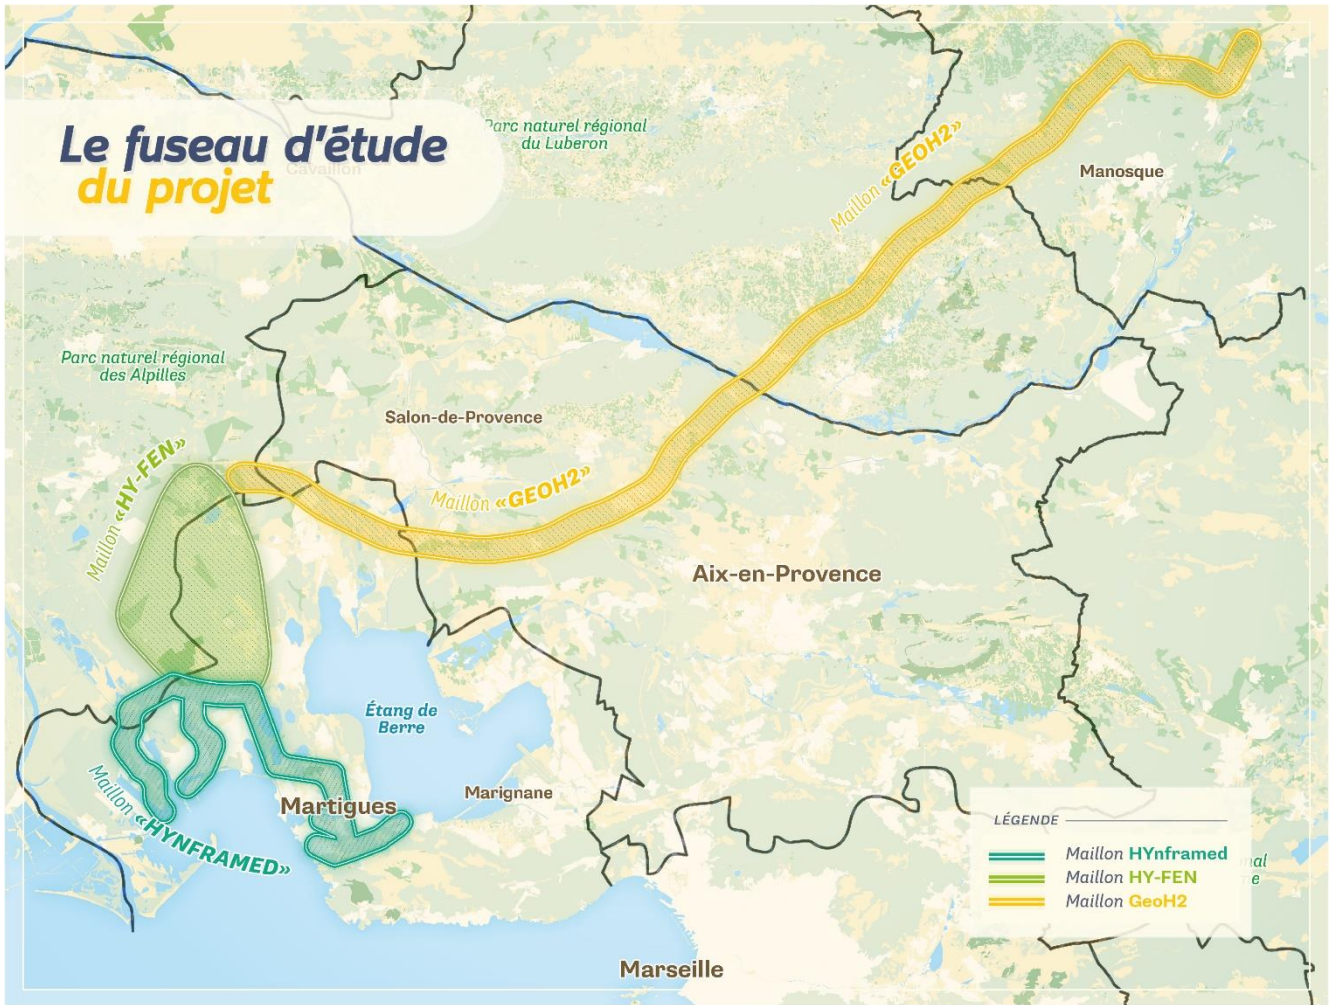 Le fuseau d'étude
du projet
Cavaillon
Parc naturel régional
du Luberon
Maillon «GEOH2»
Manosque
Parc naturel régional
des Alpilles
Salon-de-Provence
Maillon «HY-FEN»
Maillon «GEOH2»
Aix-en-Provence
Étang de
Berre
Maillon «HYNFRAMED»
Martigues
Marignane
LÉGENDE
Maillon HYnframed
Maillon HY-FEN
Maillon GeoH2
Marseille